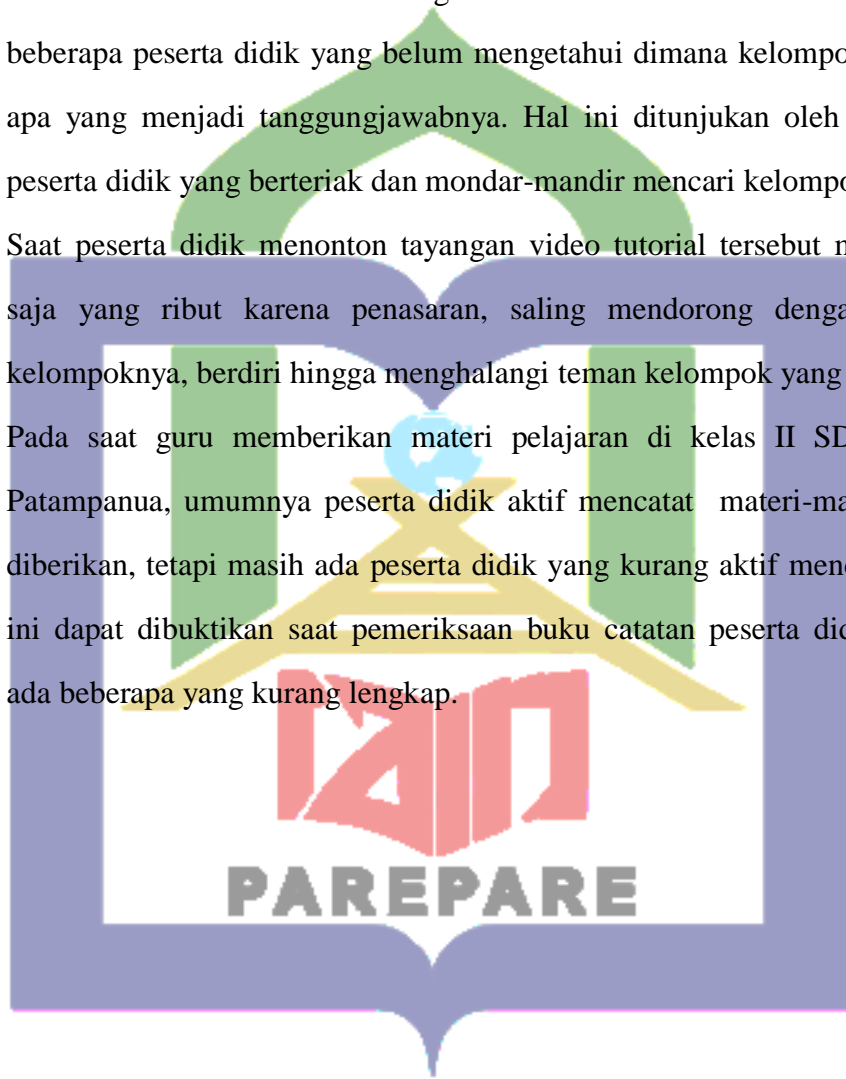 beberapa peserta didik yang belum mengetahui dimana kelompo
apa yang menjadi tanggungjawabnya. Hal ini ditunjukan oleh
peserta didik yang berteriak dan mondar-mandir mencari kelompo
Saat peserta didik menonton tayangan video tutorial tersebut
saja yang ribut karena penasaran, saling mendorong denga
kelompoknya, berdiri hingga menghalangi teman kelompok yang
Pada saat guru memberikan materi pelajaran di kelas II SD
Patampanua, umumnya peserta didik aktif mencatat materi-ma
diberikan, tetapi masih ada peserta didik yang kurang aktif menc
ini dapat dibuktikan saat pemeriksaan buku catatan peserta did
ada beberapa yang kurang lengkap.
iain
PAREPARE